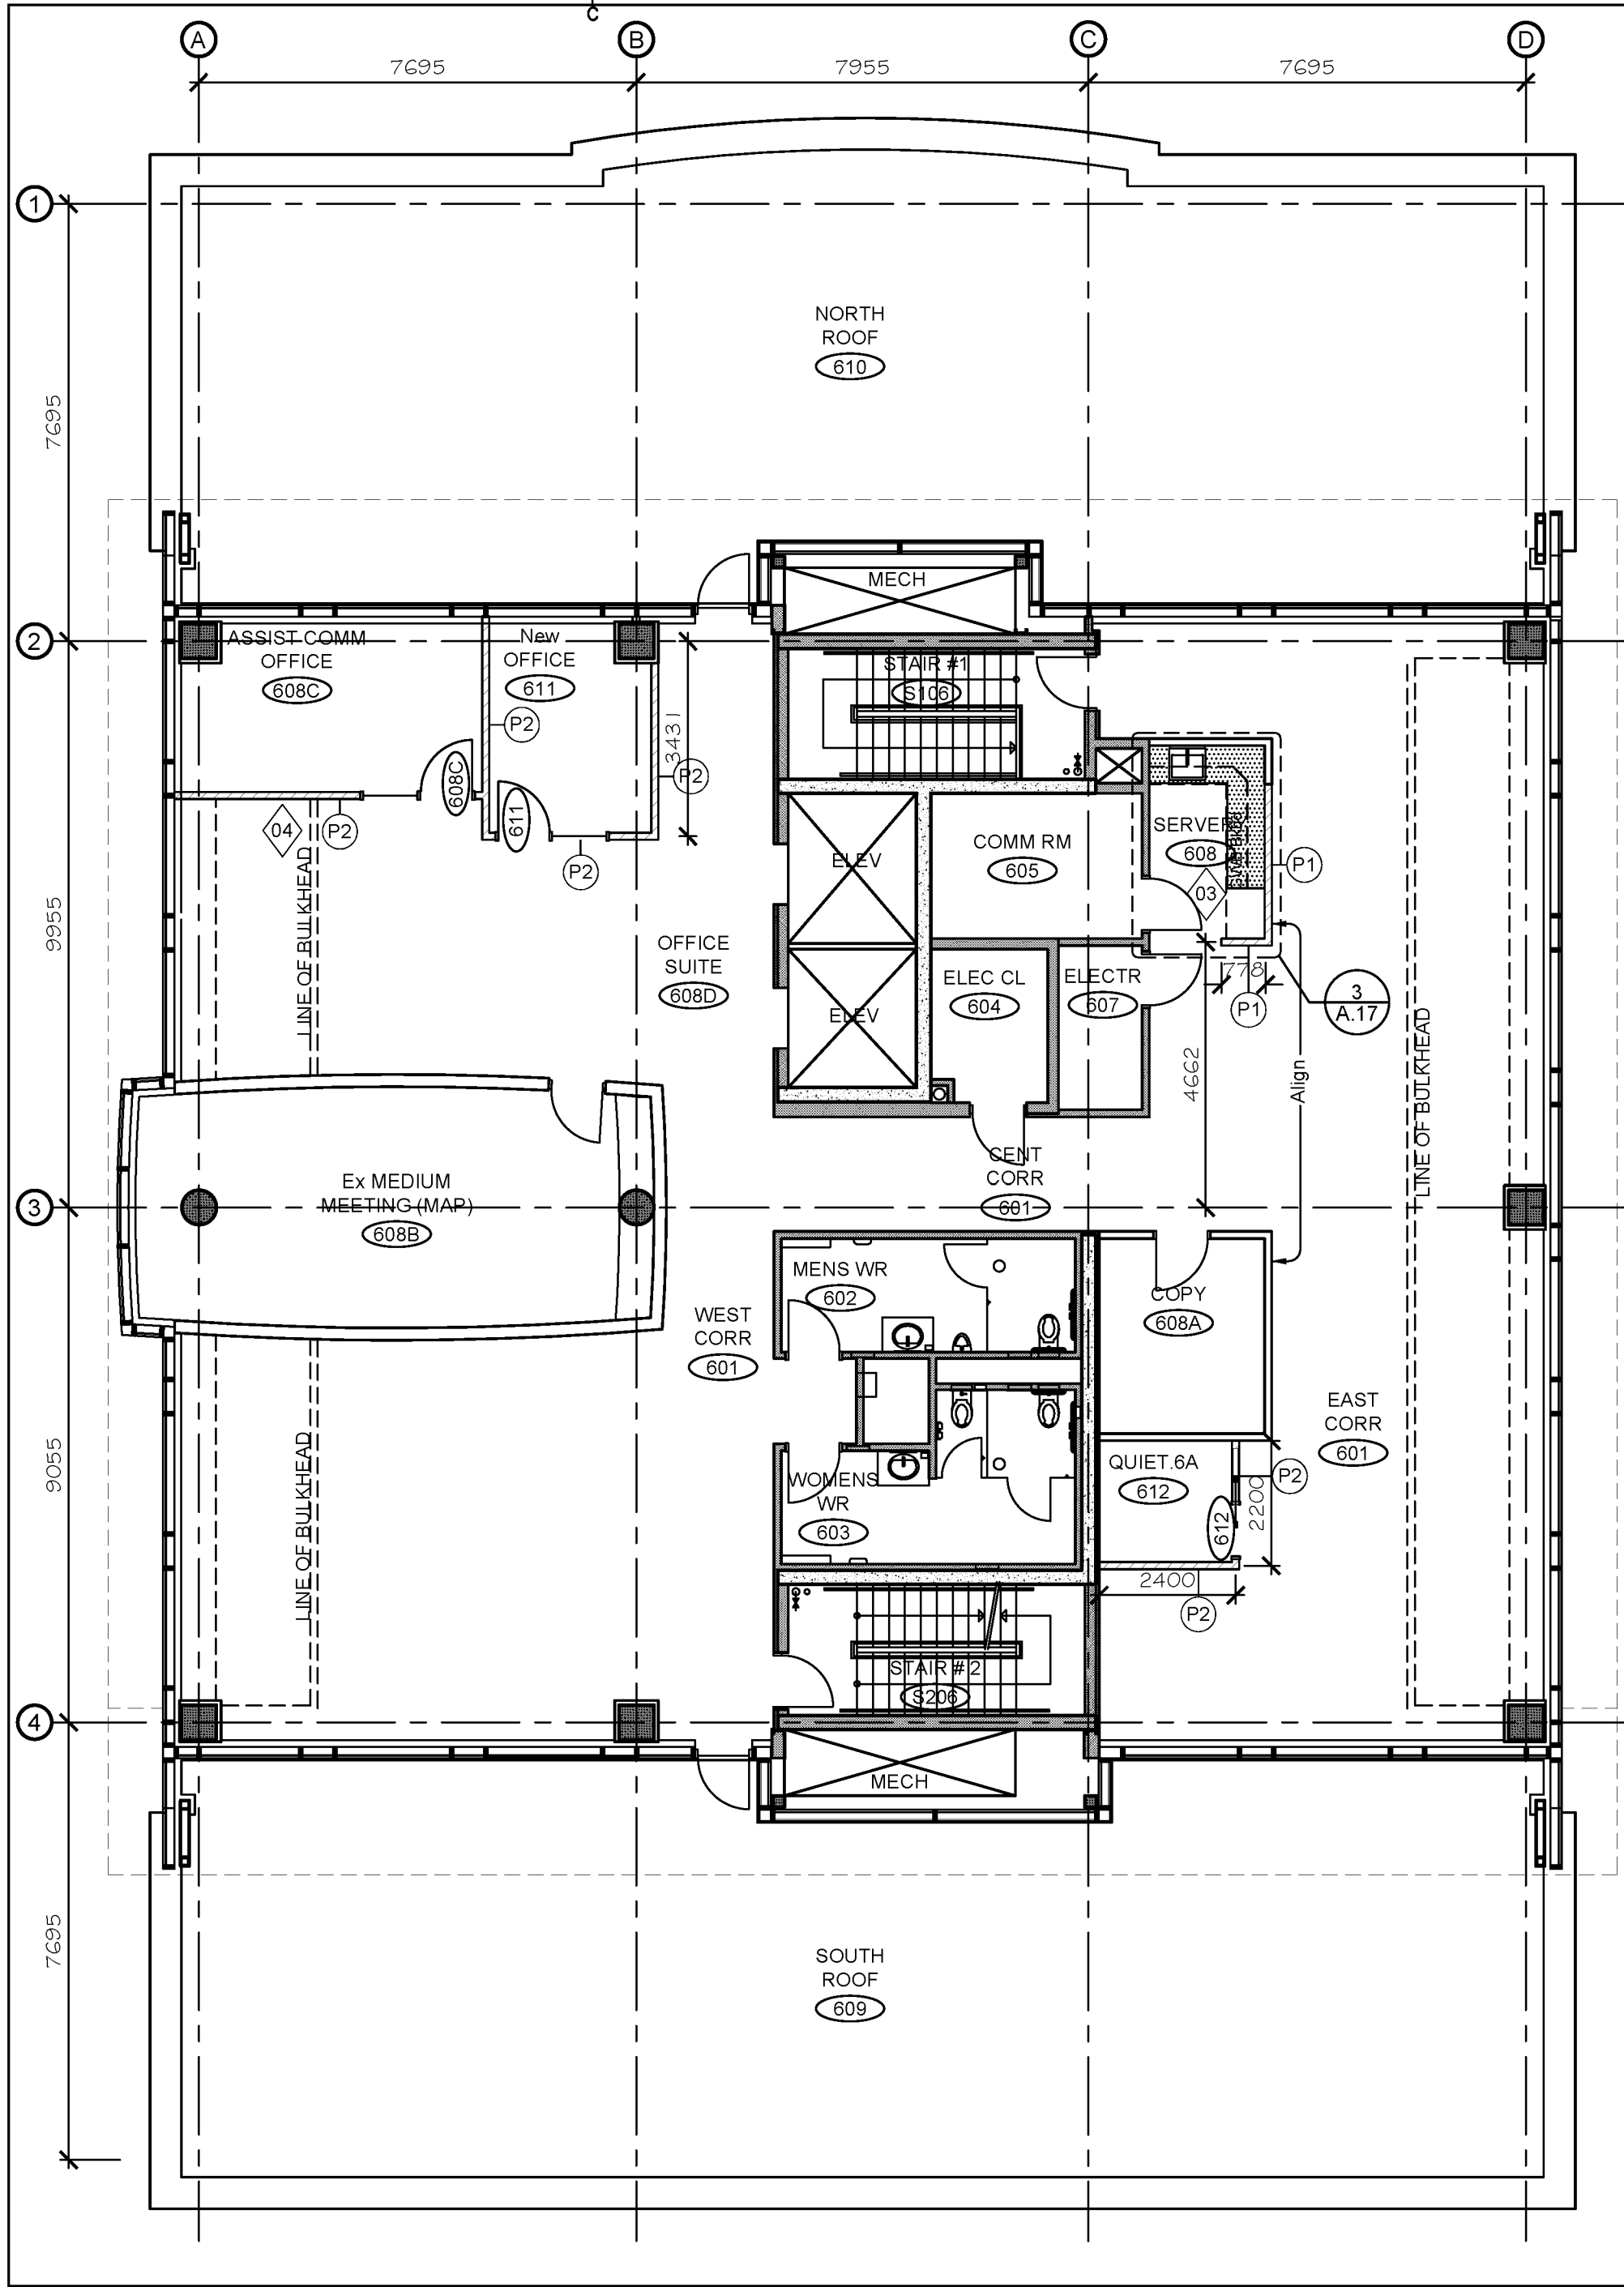 C
A
B
C
D
7695
7955
7695
1
NORTH
ROOF
610
7695
MECH
2
ASSIST COMM
OFFICE
608C
New
OFFICE
611
P2
3431
P2
STAIR #1
S106
608C
611
04
P2
P2
LINE OF BULKHEAD
ELEV
COMM RM
605
608
03
P1
9955
OFFICE
SUITE
608D
ELEV
ELEC CL
604
ELECTR
607
778
P1
3
A.17
4662
Align
LINE OF BULKHEAD
CENT
CORR
601
3
Ex MEDIUM
MEETING (MAP)
608B
MENS WR
602
COPY
608A
WEST
CORR
601
EAST
CORR
601
9055
LINE OF BULKHEAD
QUIET.6A
612
P2
612
2200
WOMENS
WR
603
2400
P2
STAIR # 2
S206
4
MECH
7695
SOUTH
ROOF
609